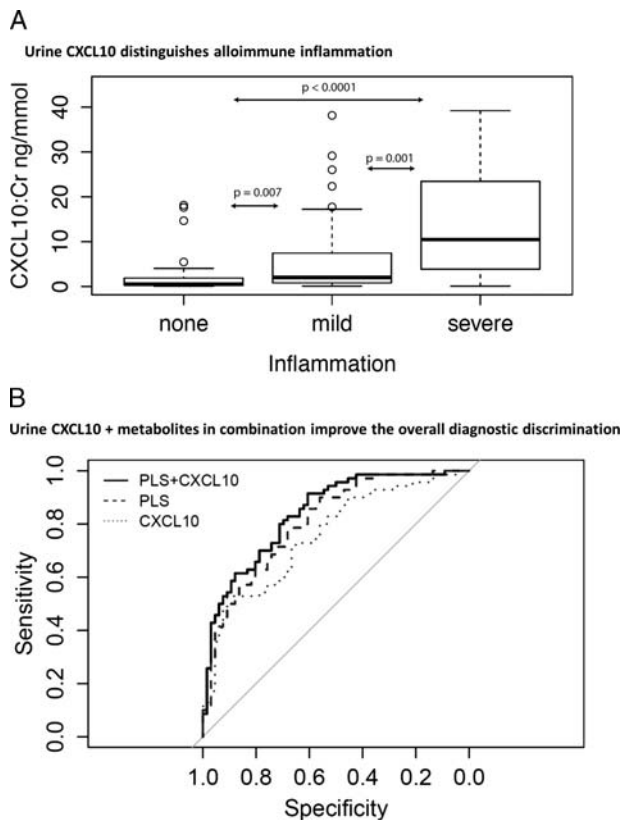 A
Urine CXCL10 distinguishes alloimmune inflammation
CXCL10:Cr ng/mmol
0 10 20 30 40
p < 0.0001
p = 0.007
p = 0.001
none mild severe
Inflammation
B
Urine CXCL10 + metabolites in combination improve the overall diagnostic discrimination
PLS+CXCL10
PLS
CXCL10
Sensitivity
0.0 0.2 0.4 0.6 0.8 1.0
1.0 0.8 0.6 0.4 0.2 0.0
Specificity